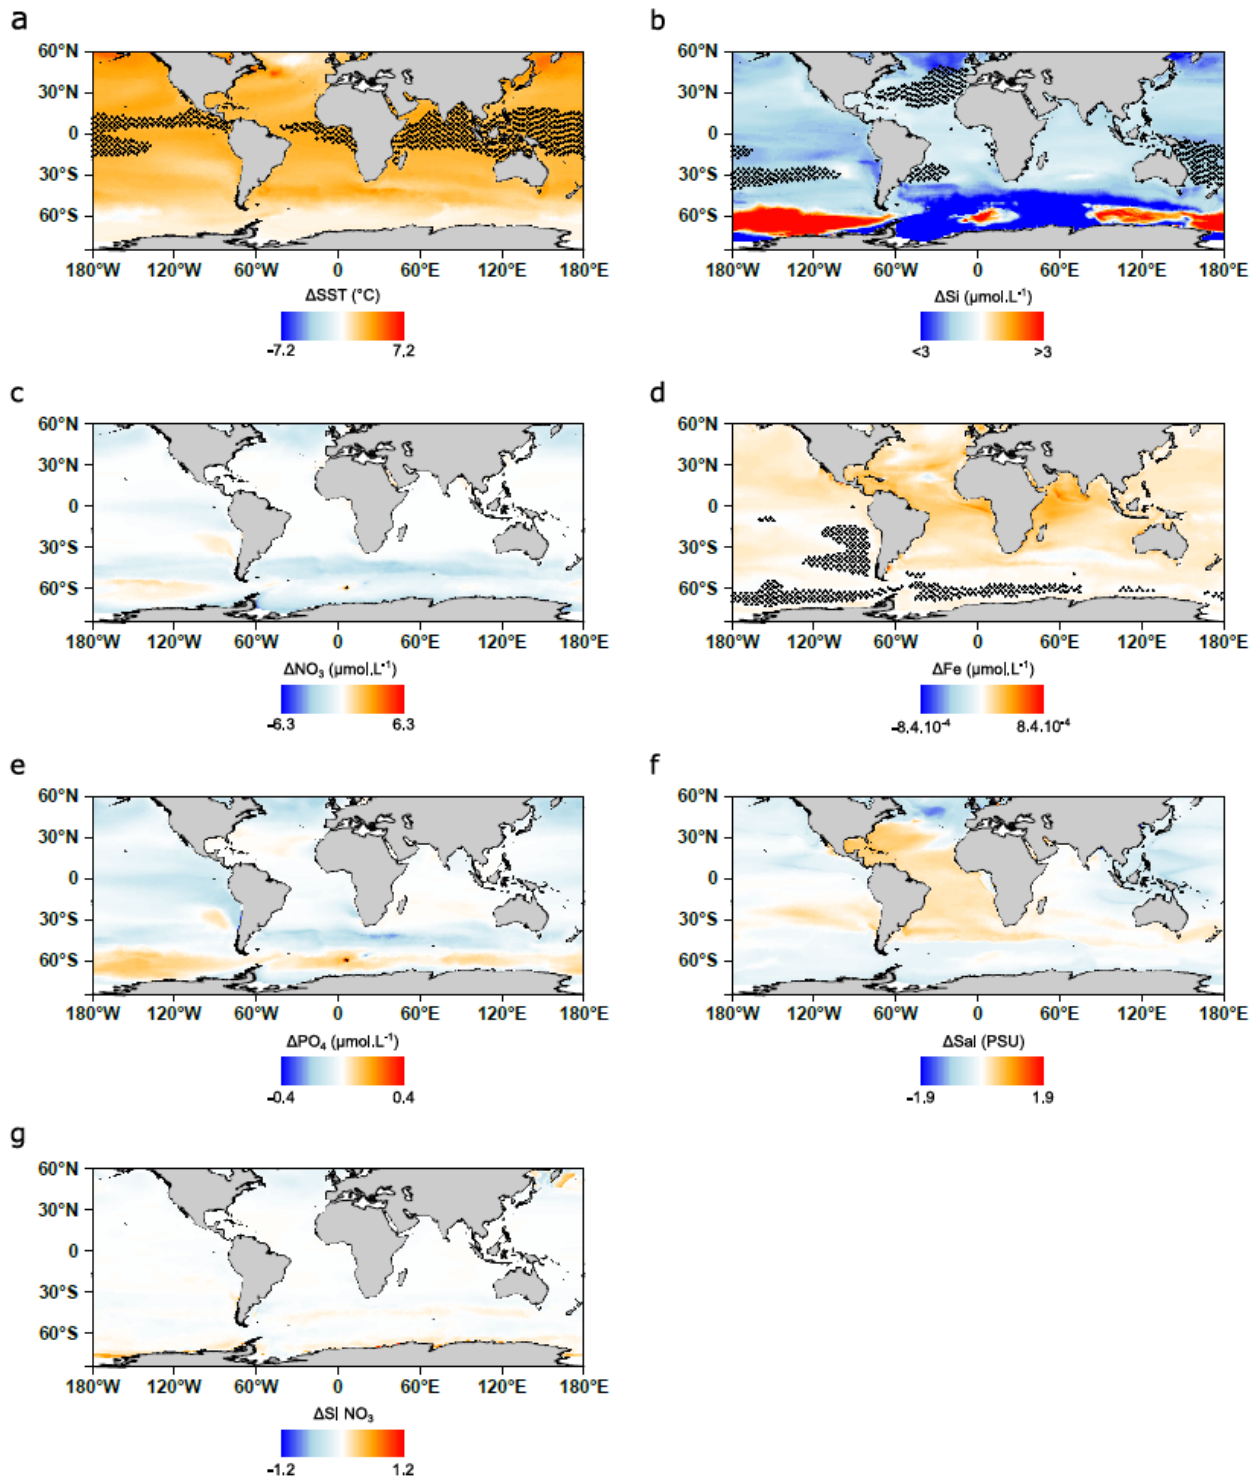 a
60°N
30°N
0
30°S
60°S
180°W 120°W 60°W 0 60°E 120°E 180°E
ΔSST (°C)
-7.2 7.2
b
60°N
30°N
0
30°S
60°S
180°W 120°W 60°W 0 60°E 120°E 180°E
ΔSi (µmol.L⁻¹)
<3 >3
c
60°N
30°N
0
30°S
60°S
180°W 120°W 60°W 0 60°E 120°E 180°E
ΔNO₃ (µmol.L⁻¹)
-6.3 6.3
d
60°N
30°N
0
30°S
60°S
180°W 120°W 60°W 0 60°E 120°E 180°E
ΔFe (µmol.L⁻¹)
-8.4.10⁻⁴ 8.4.10⁻⁴
e
60°N
30°N
0
30°S
60°S
180°W 120°W 60°W 0 60°E 120°E 180°E
ΔPO₄ (µmol.L⁻¹)
-0.4 0.4
f
60°N
30°N
0
30°S
60°S
180°W 120°W 60°W 0 60°E 120°E 180°E
ΔSal (PSU)
-1.9 1.9
g
60°N
30°N
0
30°S
60°S
180°W 120°W 60°W 0 60°E 120°E 180°E
ΔSi NO₃
-1.2 1.2